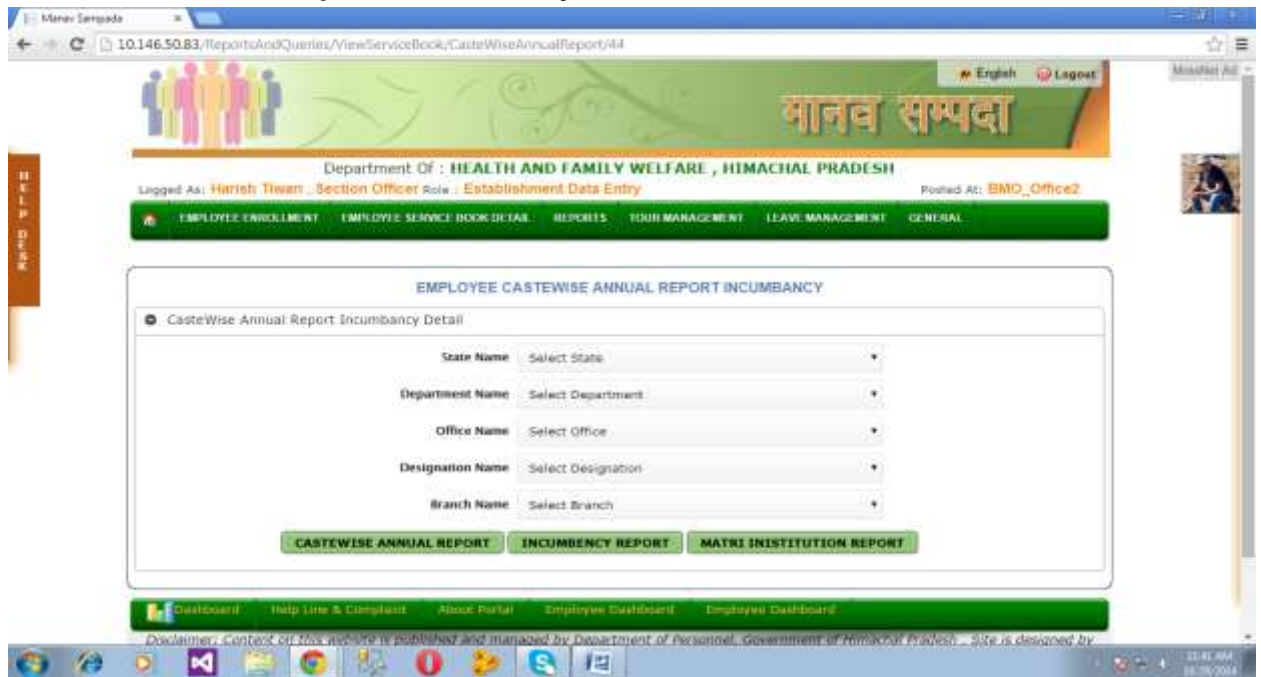 Manav Sampada
10.146.50.83/ReportsAndQueries/ViewServiceBook/CasteWiseAnnualReport/44
English Logout
मानव सम्पदा
Department Of : HEALTH AND FAMILY WELFARE , HIMACHAL PRADESH
Logged As: Harish Tiwari , Section Officer Role : Establishment Data Entry Posted At: BMO_Office2
HELP DESK
EMPLOYEE ENROLLMENT EMPLOYEE SERVICE BOOK DETAIL REPORTS TOUR MANAGEMENT LEAVE MANAGEMENT GENERAL
EMPLOYEE CASTEWISE ANNUAL REPORT INCUMBANCY
CasteWise Annual Report Incumbancy Detail
State Name Select State
Department Name Select Department
Office Name Select Office
Designation Name Select Designation
Branch Name Select Branch
CASTEWISE ANNUAL REPORT INCUMBENCY REPORT MATRI INISTITUTION REPORT
Dashboard Help Line & Complaint About Portal Employee Dashboard Employee Dashboard
Disclaimer: Content on this website is published and managed by Department of Personnel, Government of Himachal Pradesh . Site is designed by
11:41 AM